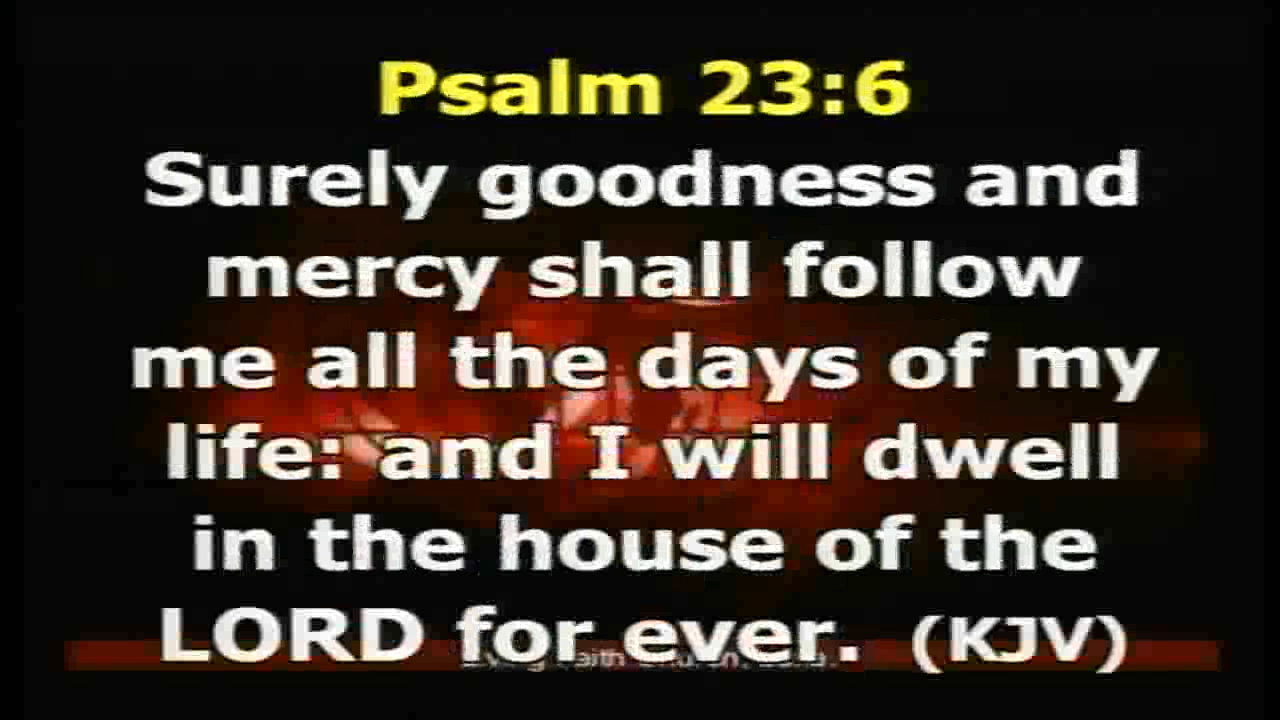 Psalm 23:6
Surely goodness and
mercy shall follow
me all the days of my
life: and I will dwell
in the house of the
LORD for ever. (KJV)